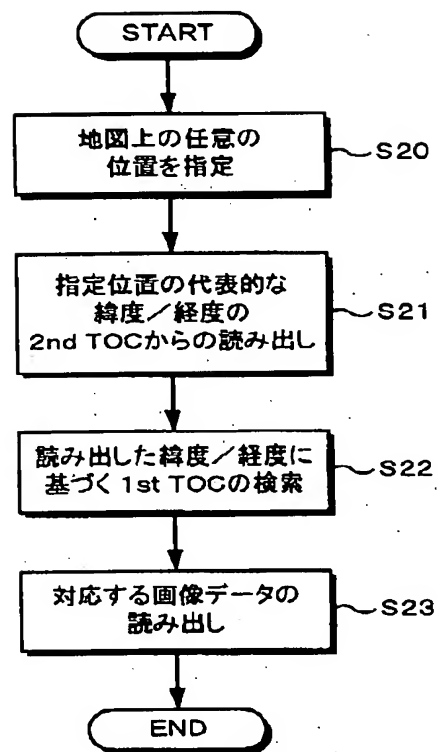 START
地図上の任意の
位置を指定
S20
指定位置の代表的な
緯度／経度の
2nd TOCからの読み出し
S21
読み出した緯度／経度に
基づく1st TOCの検索
S22
対応する画像データの
読み出し
S23
END